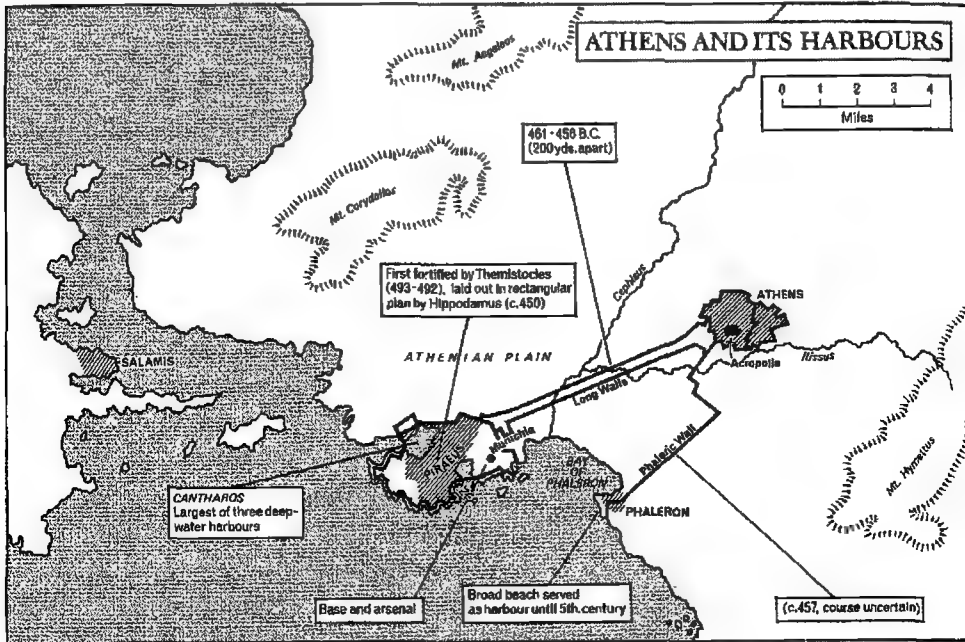 ATHENS AND ITS HARBOURS
0 1 2 3 4
Miles
Mt. Aegaleos
461-456 B.C.
(200yds. apart)
Mt. Corydallos
First fortified by Themistocles
(493-492), laid out in rectangular
plan by Hippodamus (c.450)
Cephisus
ATHENS
Acropolis
Ilissus
ATHENIAN PLAIN
SALAMIS
Long Walls
Munychia
PIRAEUS
Phaleric Wall
Mt. Hymettus
BAY
OF
PHALERON
PHALERON
CANTHAROS
Largest of three deep-
water harbours
Base and arsenal
Broad beach served
as harbour until 5th. century
(c.457, course uncertain)